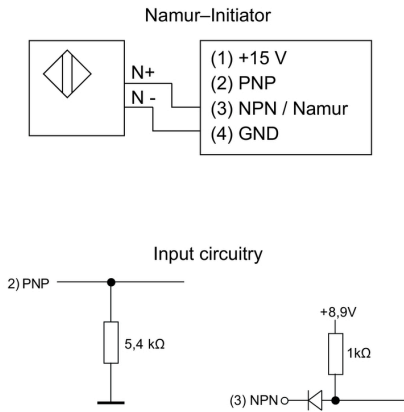 Namur–Initiator
N+
N -
(1) +15 V
(2) PNP
(3) NPN / Namur
(4) GND
Input circuitry
2) PNP
5,4 kΩ
+8,9V
1kΩ
(3) NPN